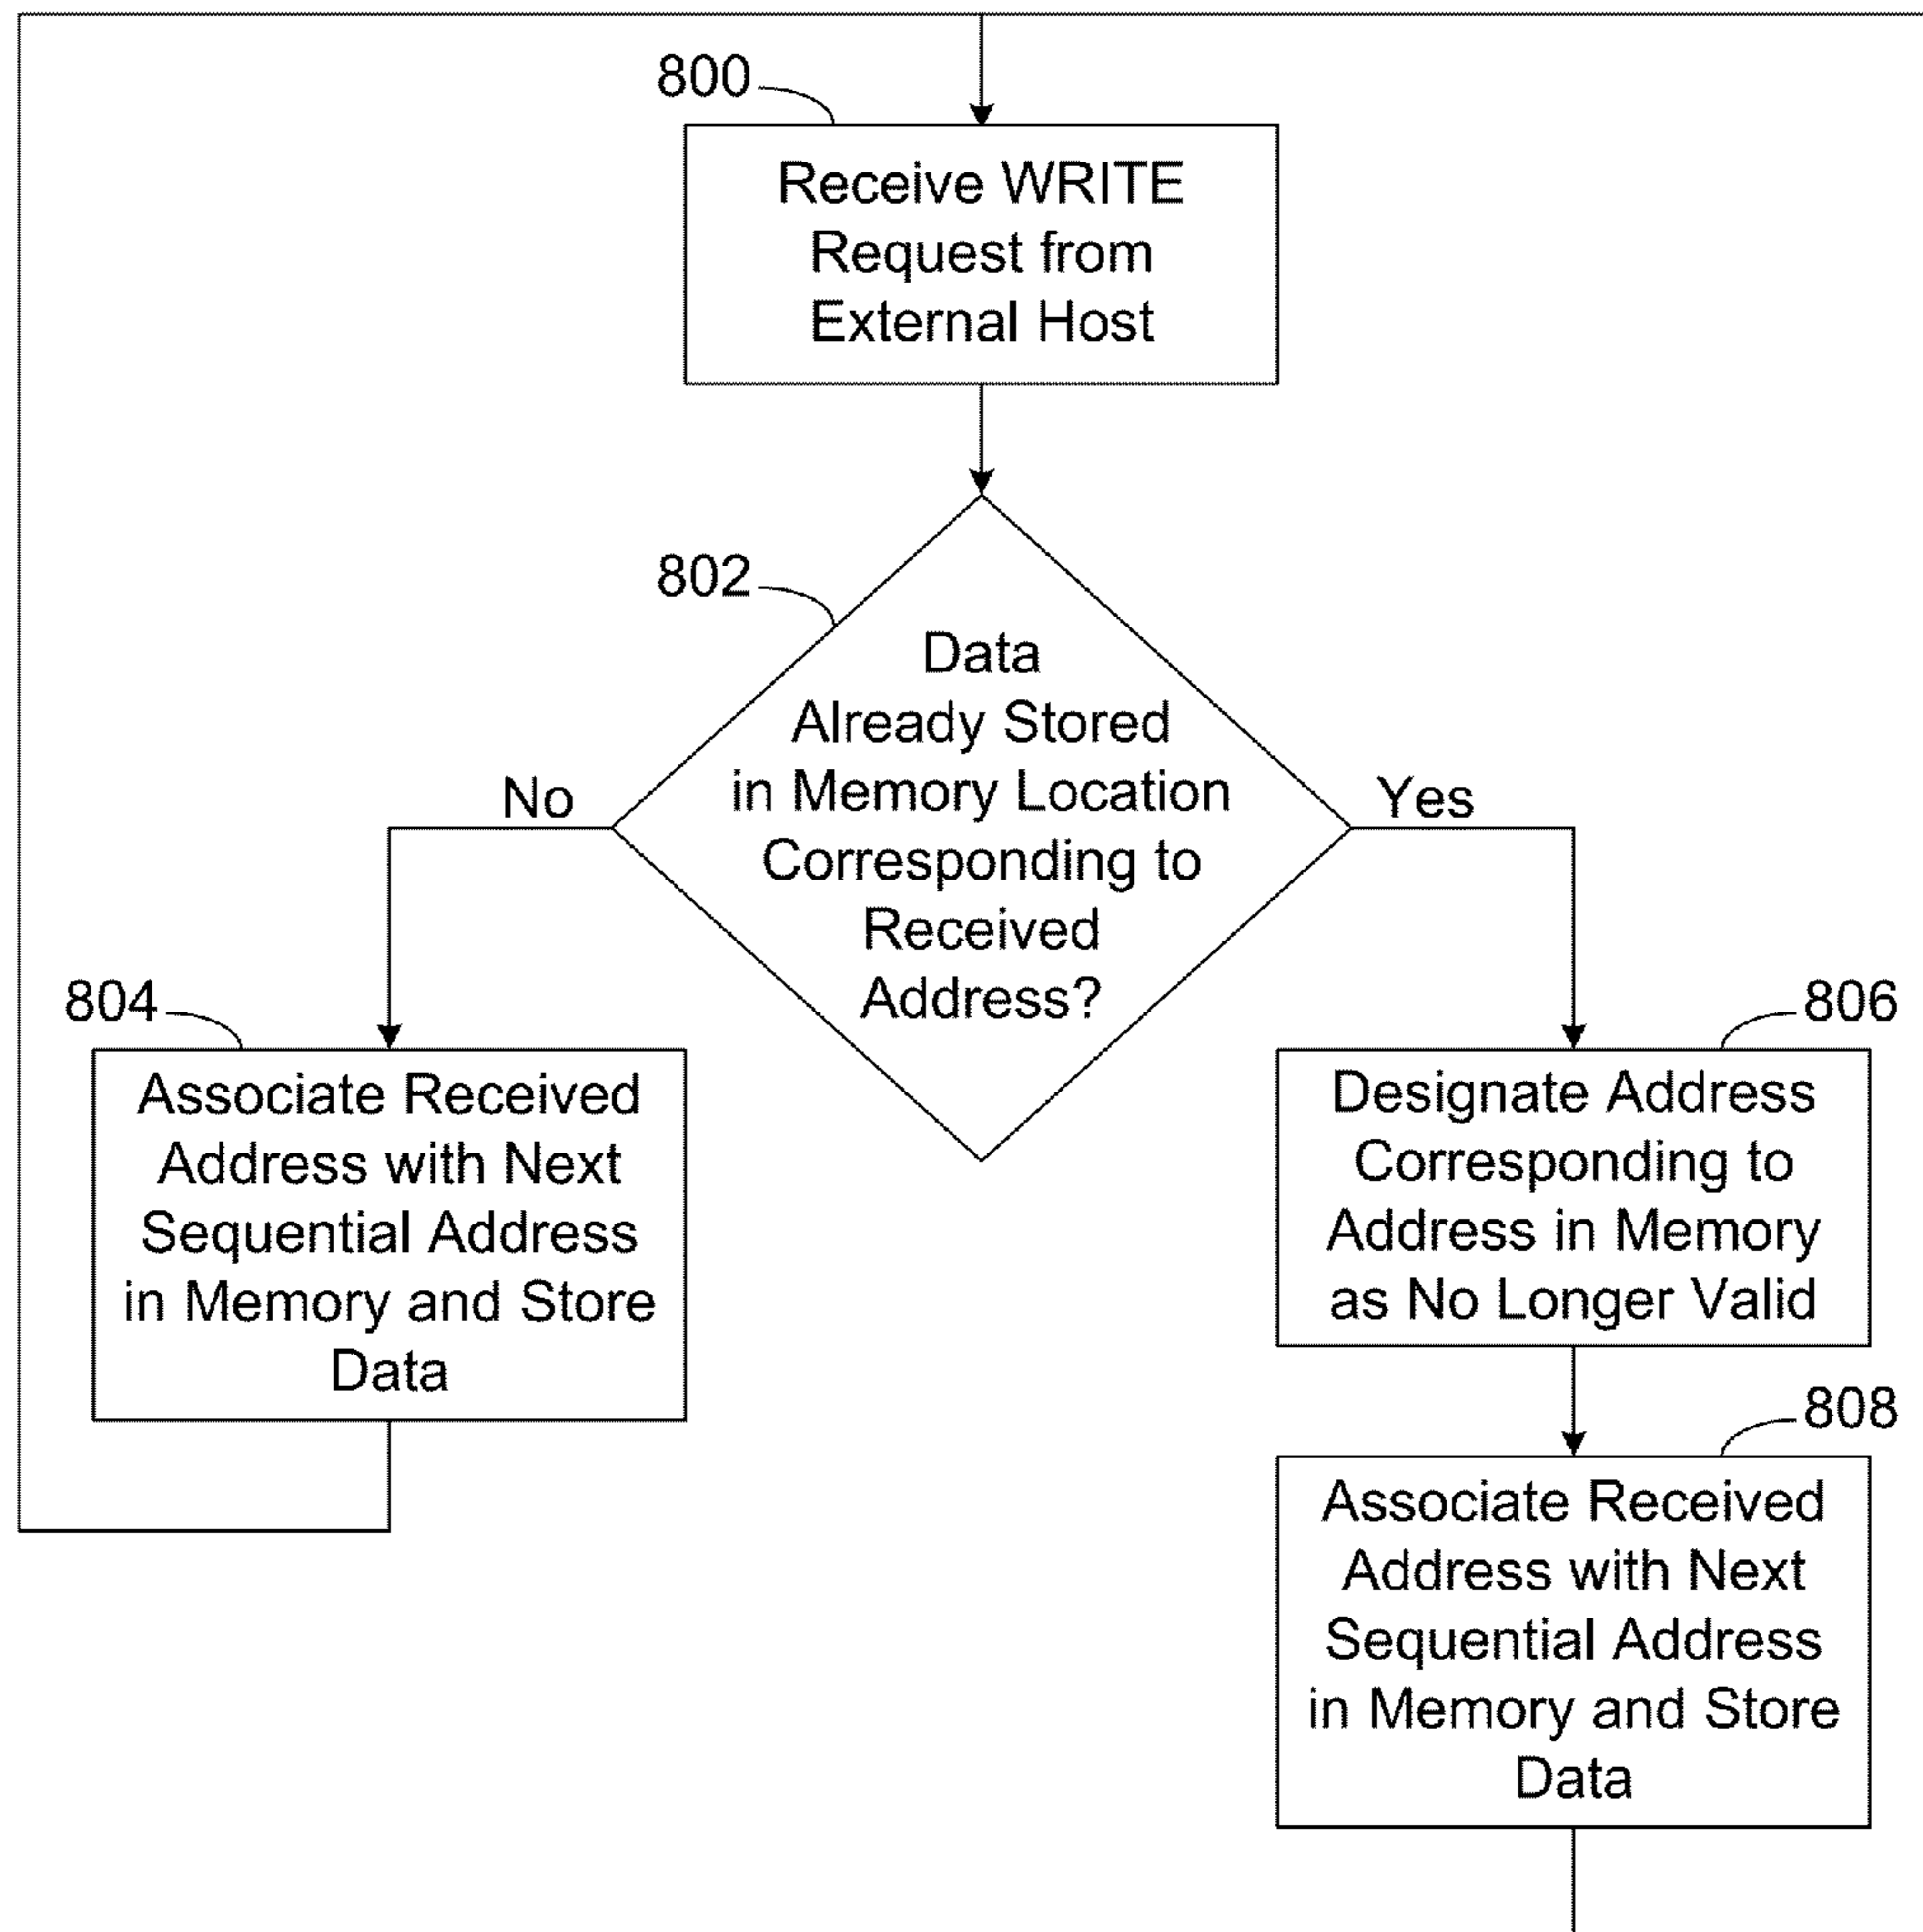 800
Receive WRITE
Request from
External Host
802
Data
Already Stored
in Memory Location
Corresponding to
Received
Address?
No
Yes
804
Associate Received
Address with Next
Sequential Address
in Memory and Store
Data
806
Designate Address
Corresponding to
Address in Memory
as No Longer Valid
808
Associate Received
Address with Next
Sequential Address
in Memory and Store
Data